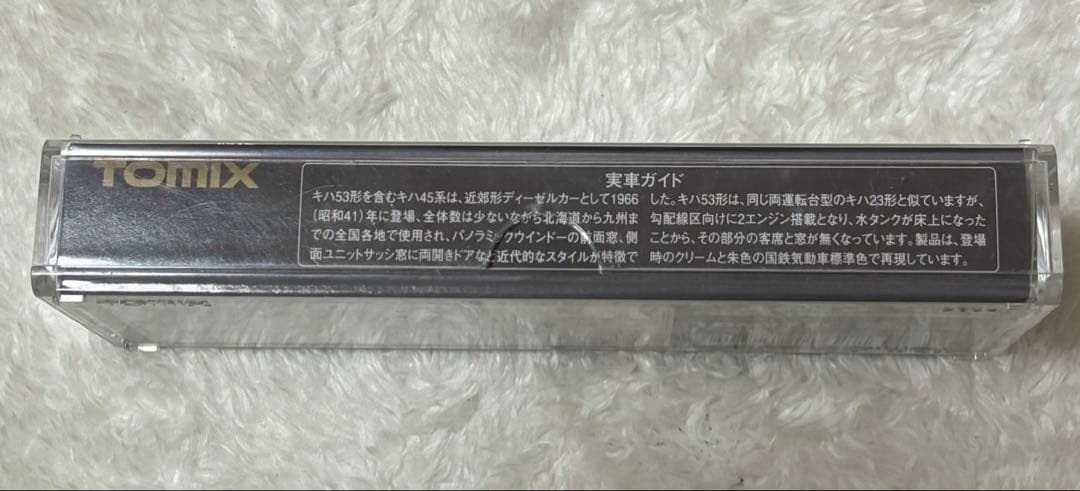 TOMIX
実車ガイド
キハ53形を含むキハ45系は、近郊形ディーゼルカーとして1966
(昭和41)年に登場、全体数は少ないながら北海道から九州ま
での全国各地で使用され、パノラミックウインドーの前面窓、側
面ユニットサッシ窓に両開きドアなど近代的なスタイルが特徴で
した。キハ53形は、同じ両運転台型のキハ23形と似ていますが、
勾配線区向けに2エンジン搭載となり、水タンクが床上になった
ことから、その部分の客席と窓が無くなっています。製品は、登場
時のクリームと朱色の国鉄気動車標準色で再現しています。
TOMIX